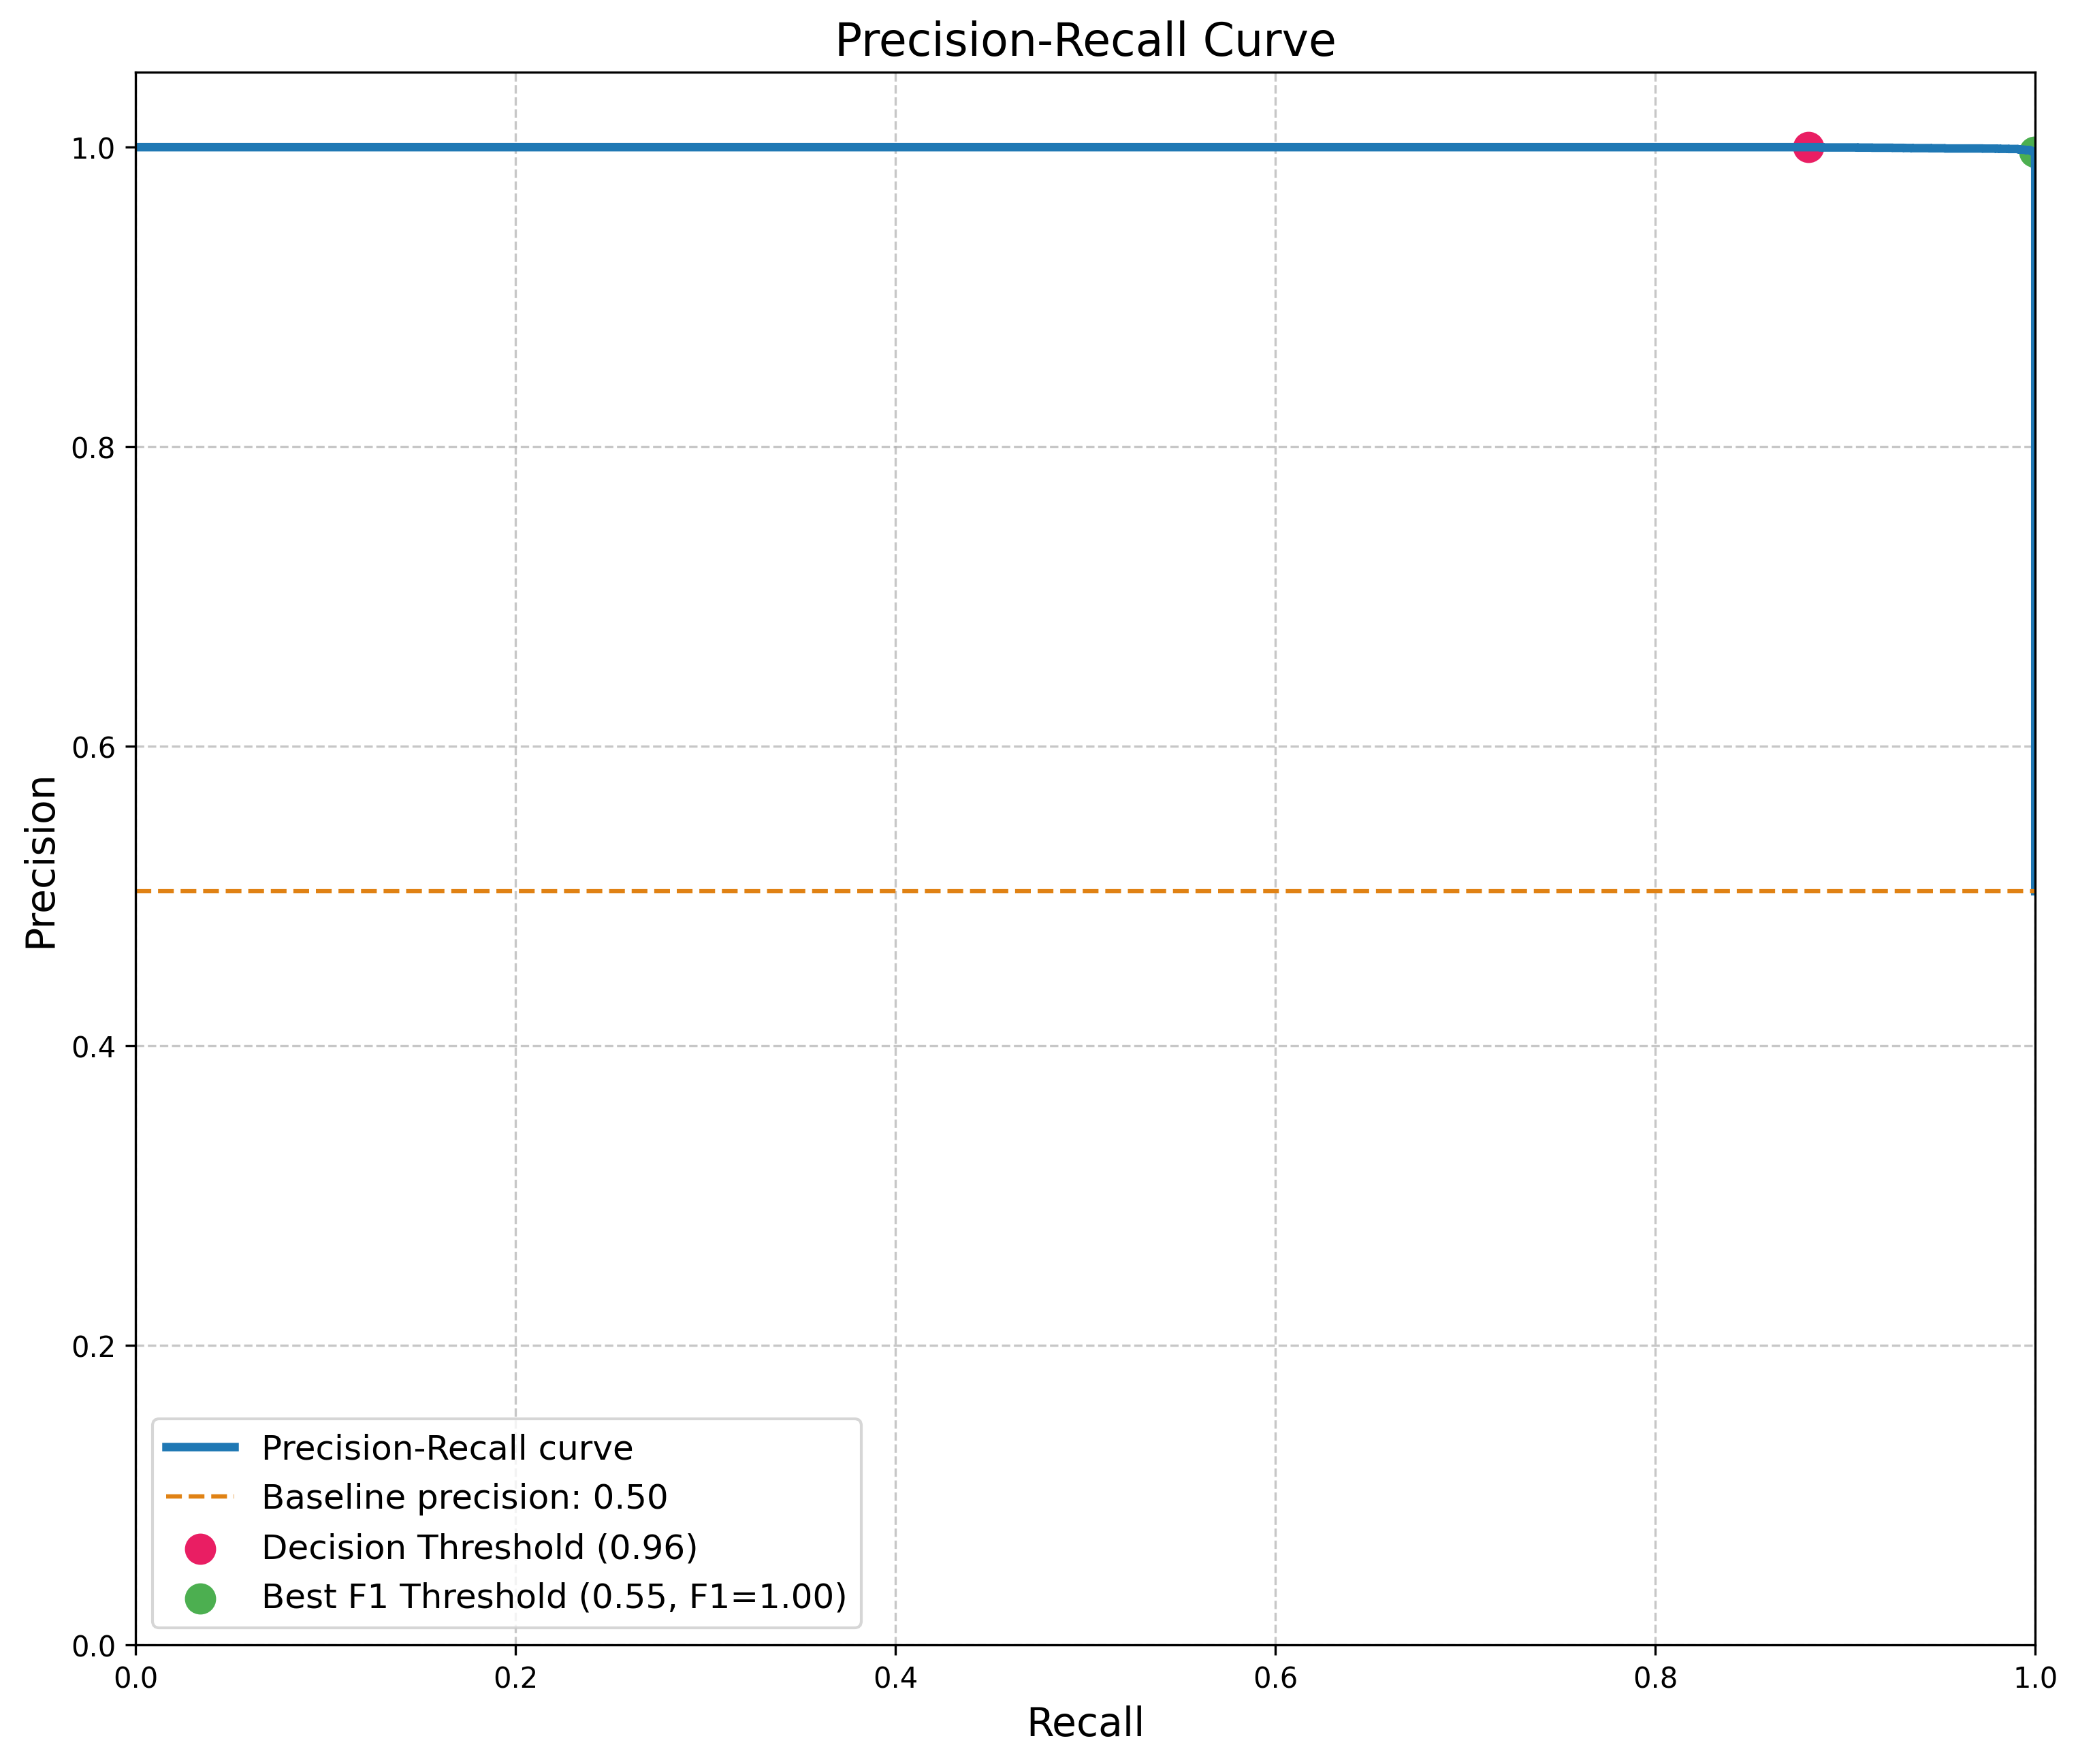 Precision-Recall Curve
1.0
0.8
0.6
0.4
0.2
0.0
Precision
0.0 0.2 0.4 0.6 0.8 1.0
Recall
Precision-Recall curve
Baseline precision: 0.50
Decision Threshold (0.96)
Best F1 Threshold (0.55, F1=1.00)